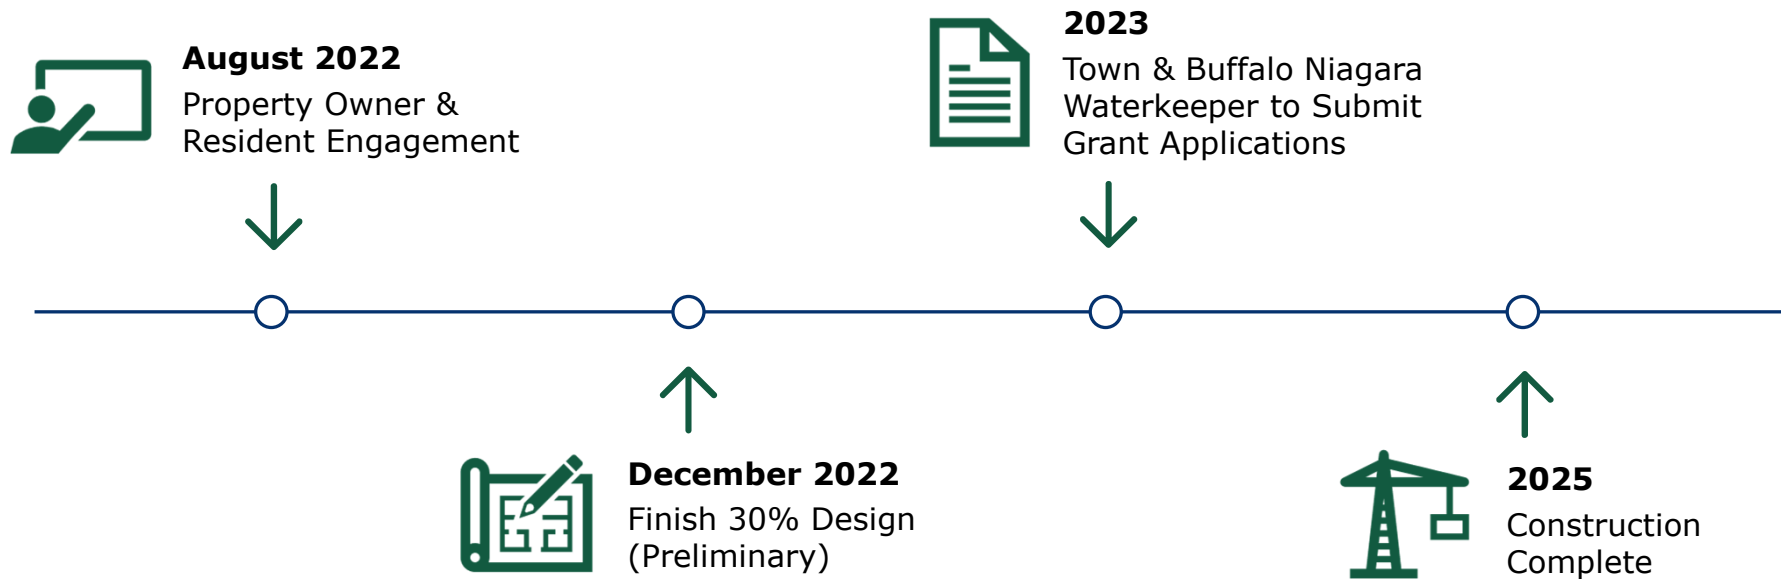 August 2022
Property Owner &
Resident Engagement
December 2022
Finish 30% Design
(Preliminary)
2023
Town & Buffalo Niagara
Waterkeeper to Submit
Grant Applications
2025
Construction
Complete